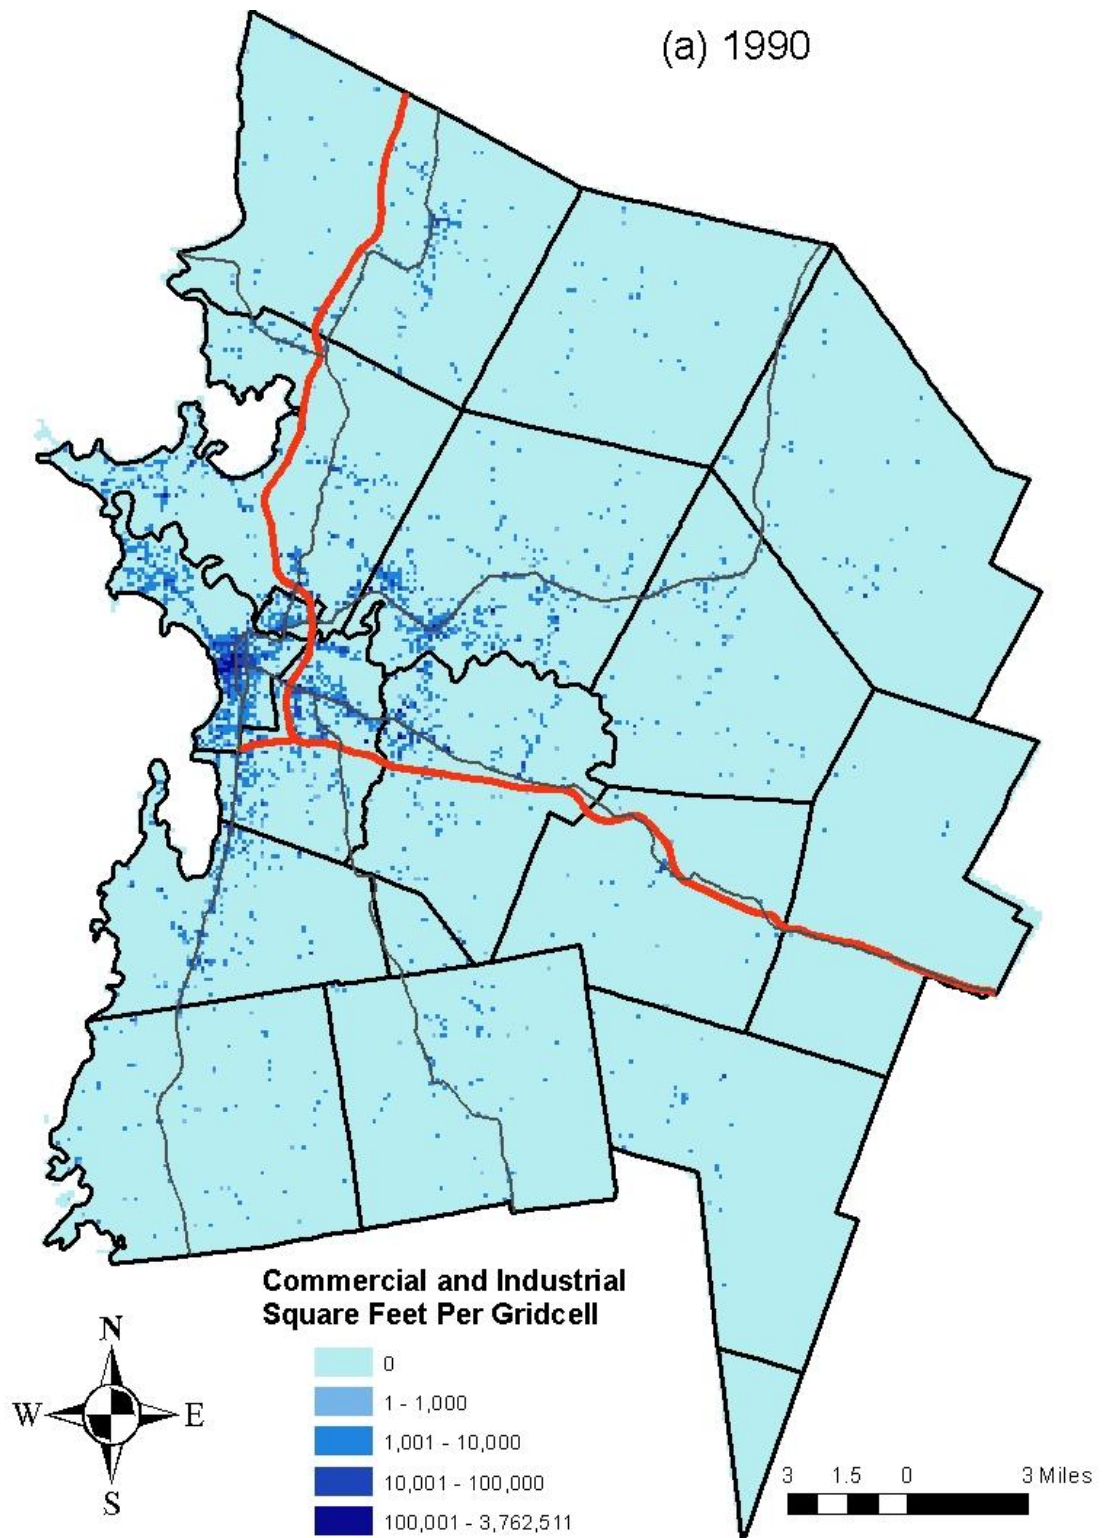 (a) 1990
Commercial and Industrial
Square Feet Per Gridcell
0
1 - 1,000
1,001 - 10,000
10,001 - 100,000
100,001 - 3,762,511
N
W E
S
3 1.5 0 3 Miles